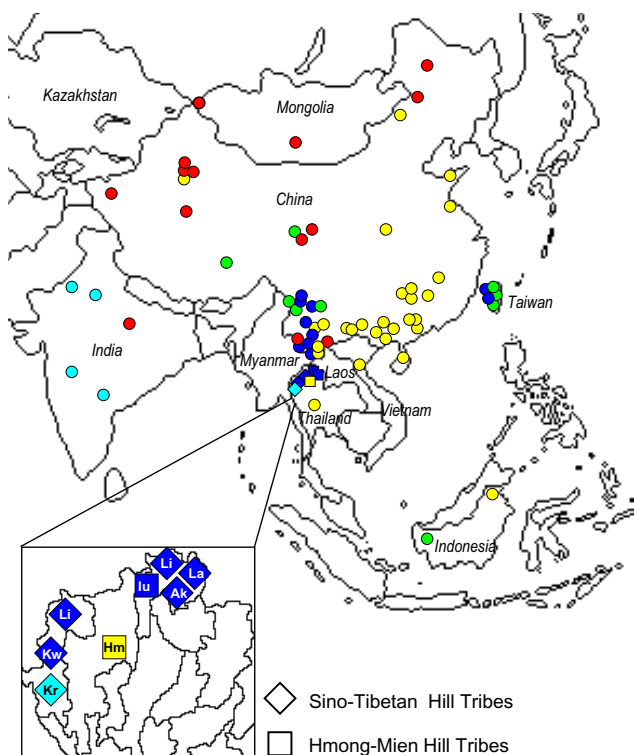 Kazakhstan
Mongolia
China
Taiwan
India
Myanmar
Laos
Thailand
Vietnam
Indonesia
Li
La
Iu
Ak
Li
Hm
Kw
Kr
Sino-Tibetan Hill Tribes
Hmong-Mien Hill Tribes